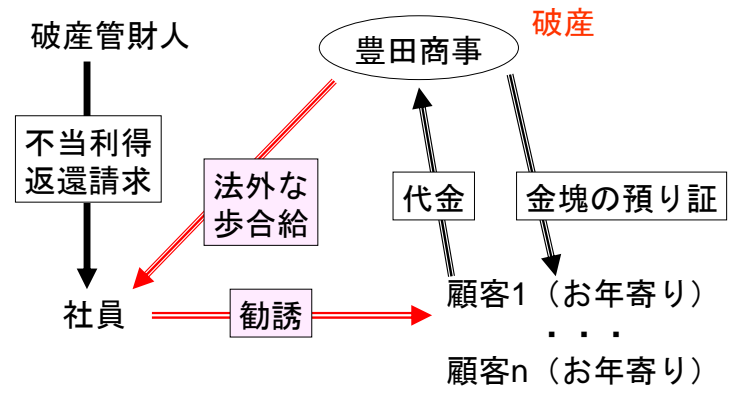 破産
破産管財人
豊田商事
不当利得
返還請求
法外な
歩合給
代金
金塊の預り証
顧客1（お年寄り）
社員
勧誘
・・・
顧客n（お年寄り）